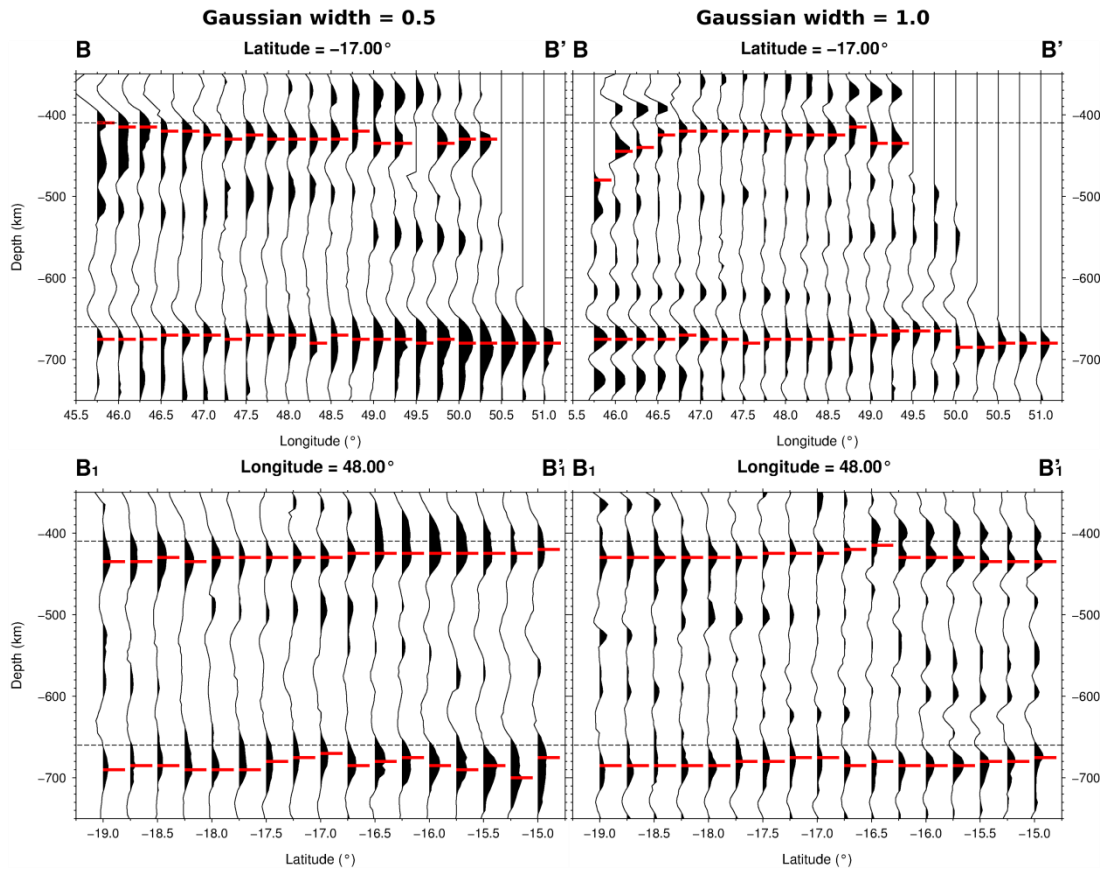 Gaussian width = 0.5 Gaussian width = 1.0
B Latitude = −17.00° B’ B Latitude = −17.00° B’
−400 −400
−500 −500
−600 −600
−700 −700
Depth (km)
45.5 46.0 46.5 47.0 47.5 48.0 48.5 49.0 49.5 50.0 50.5 51.0 5.5 46.0 46.5 47.0 47.5 48.0 48.5 49.0 49.5 50.0 50.5 51.0
Longitude (°) Longitude (°)
B₁ Longitude = 48.00° B’₁ B₁ Longitude = 48.00° B’₁
−400 −400
−500 −500
−600 −600
−700 −700
Depth (km)
−19.0 −18.5 −18.0 −17.5 −17.0 −16.5 −16.0 −15.5 −15.0 −19.0 −18.5 −18.0 −17.5 −17.0 −16.5 −16.0 −15.5 −15.0
Latitude (°) Latitude (°)